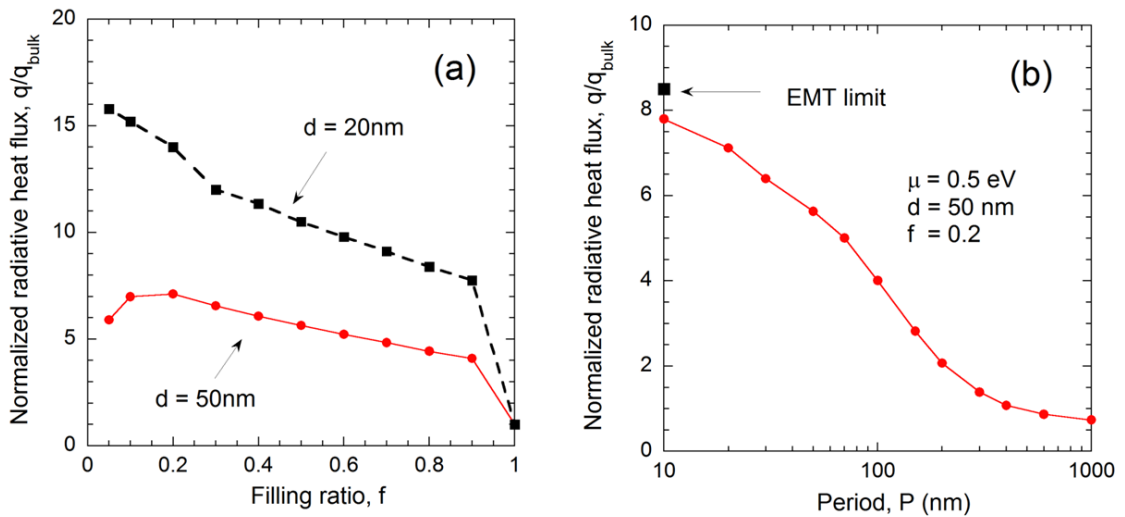 Normalized radiative heat flux, q/q_bulk
20
15
10
5
0
(a)
d = 20nm
d = 50nm
0 0.2 0.4 0.6 0.8 1
Filling ratio, f
Normalized radiative heat flux, q/q_bulk
10
8
6
4
2
0
(b)
EMT limit
μ = 0.5 eV
d = 50 nm
f = 0.2
10 100 1000
Period, P (nm)